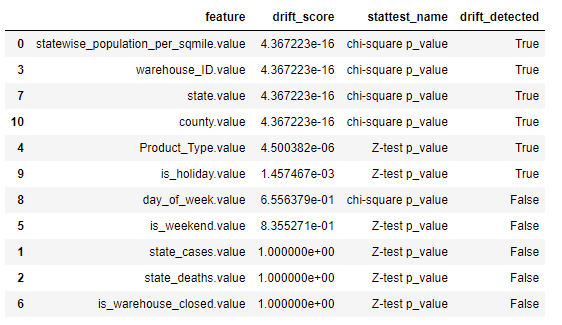 feature drift_score stattest_name drift_detected
0 statewise_population_per_sqmile.value 4.367223e-16 chi-square p_value True
3 warehouse_ID.value 4.367223e-16 chi-square p_value True
7 state.value 4.367223e-16 chi-square p_value True
10 county.value 4.367223e-16 chi-square p_value True
4 Product_Type.value 4.500382e-06 Z-test p_value True
9 is_holiday.value 1.457467e-03 Z-test p_value True
8 day_of_week.value 6.556379e-01 chi-square p_value False
5 is_weekend.value 8.355271e-01 Z-test p_value False
1 state_cases.value 1.000000e+00 Z-test p_value False
2 state_deaths.value 1.000000e+00 Z-test p_value False
6 is_warehouse_closed.value 1.000000e+00 Z-test p_value False